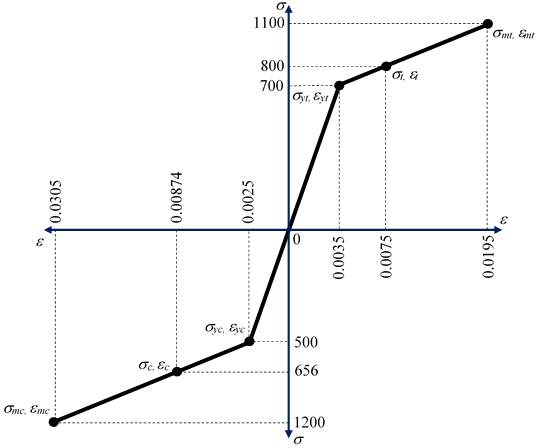 σ
1100
σmt, εmt
800
σt, εt
700
σyt, εyt
0.0305
0.00874
0.0025
ε
ε
0
0.0035
0.0075
0.0195
σyc, εyc
500
σc, εc
656
σmc, εmc
1200
σ